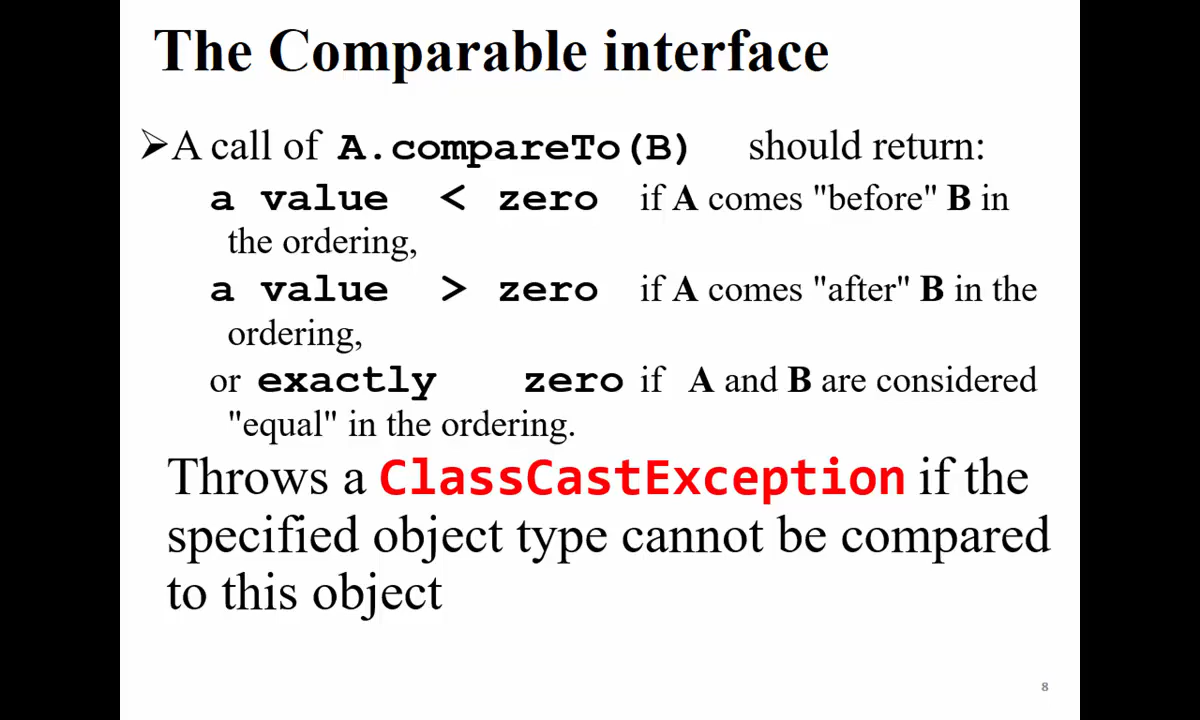 The Comparable interface
➢A call of A.compareTo(B) should return:
a value < zero if A comes "before" B in
the ordering,
a value > zero if A comes "after" B in the
ordering,
or exactly zero if A and B are considered
"equal" in the ordering.
Throws a ClassCastException if the
specified object type cannot be compared
to this object
8